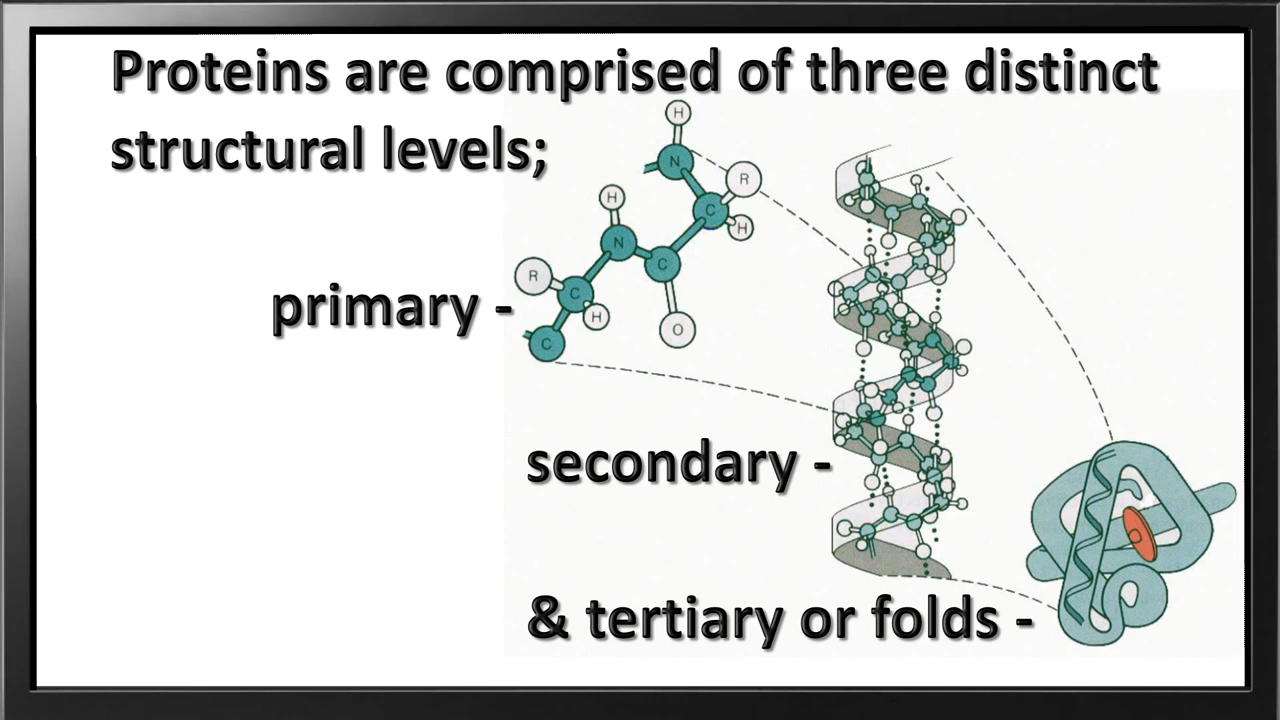 Proteins are comprised of three distinct
structural levels;
H
N
R
H
C
H
N
C
R
C
H
O
C
primary -
secondary -
& tertiary or folds -